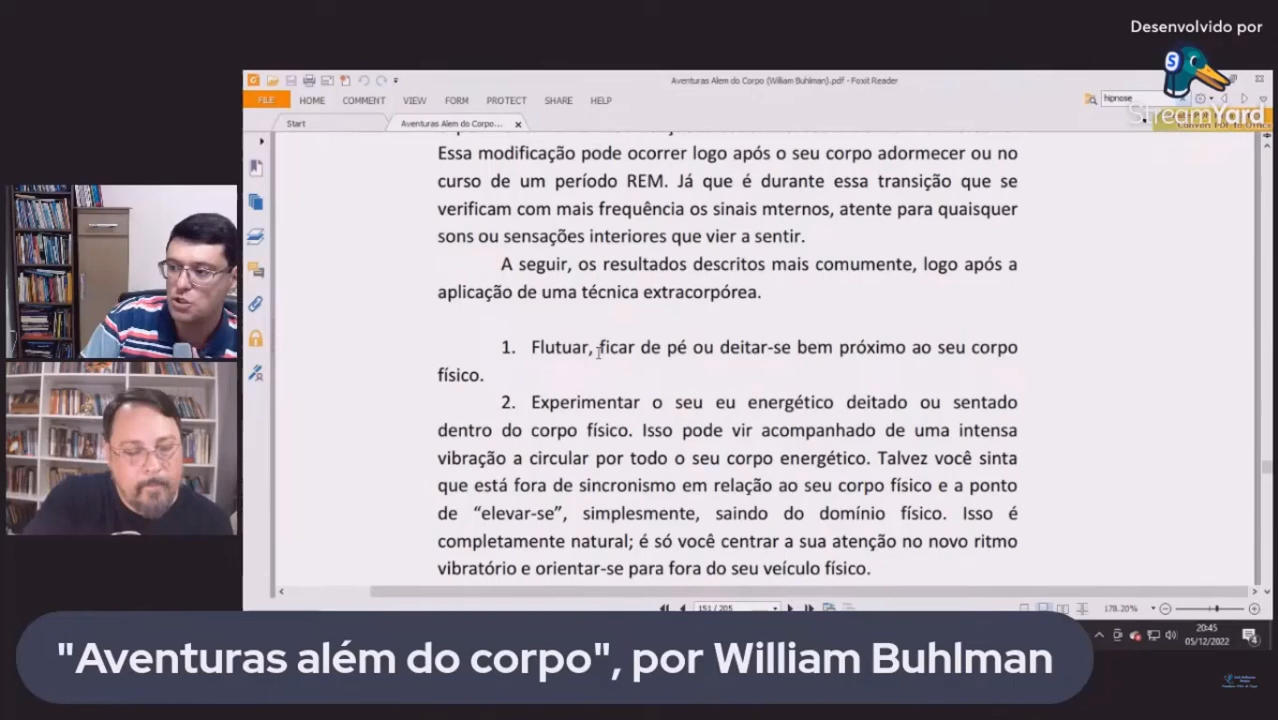 Desenvolvido por
StreamYard
Aventuras Alem do Corpo (William Buhlman).pdf - Foxit Reader
FILE HOME COMMENT VIEW FORM PROTECT SHARE HELP
hipnose
Start Aventuras Alem do Corpo...
Convert PDF to Office
Essa modificação pode ocorrer logo após o seu corpo adormecer ou no
curso de um período REM. Já que é durante essa transição que se
verificam com mais frequência os sinais mternos, atente para quaisquer
sons ou sensações interiores que vier a sentir.
A seguir, os resultados descritos mais comumente, logo após a
aplicação de uma técnica extracorpórea.
1. Flutuar, ficar de pé ou deitar-se bem próximo ao seu corpo
físico.
2. Experimentar o seu eu energético deitado ou sentado
dentro do corpo físico. Isso pode vir acompanhado de uma intensa
vibração a circular por todo o seu corpo energético. Talvez você sinta
que está fora de sincronismo em relação ao seu corpo físico e a ponto
de “elevar-se”, simplesmente, saindo do domínio físico. Isso é
completamente natural; é só você centrar a sua atenção no novo ritmo
vibratório e orientar-se para fora do seu veículo físico.
151 / 205
178.20%
20:45
05/12/2022
"Aventuras além do corpo", por William Buhlman